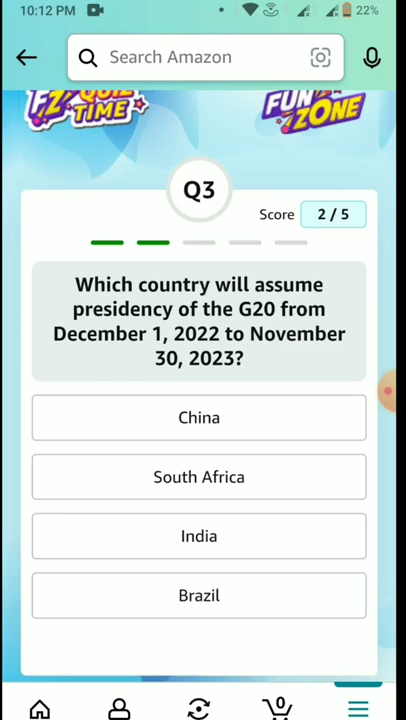 10:12 PM
22%
Search Amazon
FZ QUIZ
TIME
FUN
ZONE
Q3
Score 2 / 5
Which country will assume
presidency of the G20 from
December 1, 2022 to November
30, 2023?
China
South Africa
India
Brazil
0